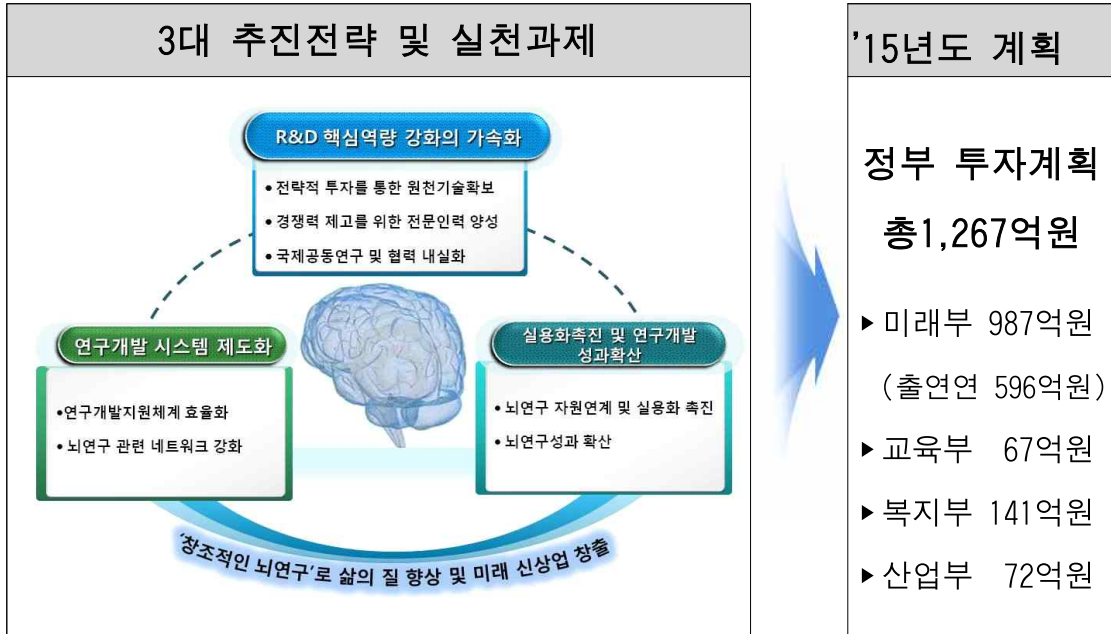 3대 추진전략 및 실천과제
R&D 핵심역량 강화의 가속화
• 전략적 투자를 통한 원천기술확보
• 경쟁력 제고를 위한 전문인력 양성
• 국제공동연구 및 협력 내실화
연구개발 시스템 제도화
•연구개발지원체계 효율화
• 뇌연구 관련 네트워크 강화
실용화촉진 및 연구개발
성과확산
• 뇌연구 자원연계 및 실용화 촉진
• 뇌연구성과 확산
'창조적인 뇌연구'로 삶의 질 향상 및 미래 신상업 창출
'15년도 계획
정부 투자계획
총1,267억원
▶ 미래부 987억원
(출연연 596억원)
▶ 교육부 67억원
▶ 복지부 141억원
▶ 산업부 72억원